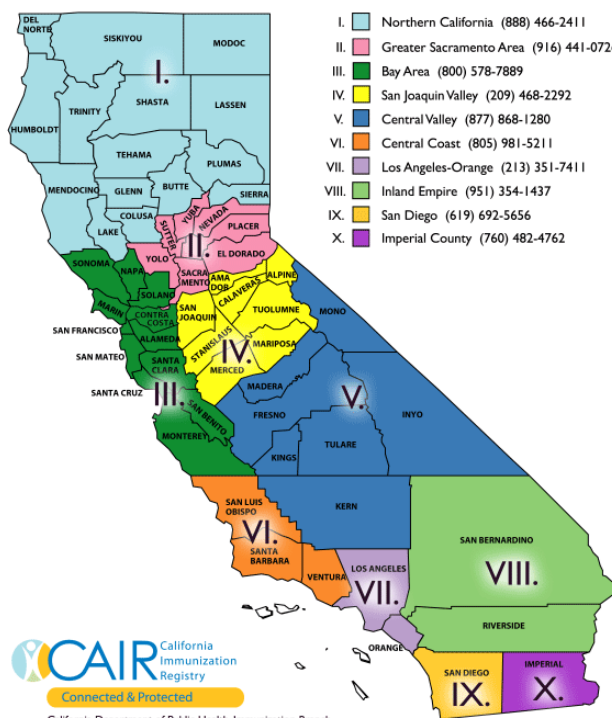 I. Northern California (888) 466-2411
II. Greater Sacramento Area (916) 441-072
III. Bay Area (800) 578-7889
IV. San Joaquin Valley (209) 468-2292
V. Central Valley (877) 868-1280
VI. Central Coast (805) 981-5211
VII. Los Angeles-Orange (213) 351-7411
VIII. Inland Empire (951) 354-1437
IX. San Diego (619) 692-5656
X. Imperial County (760) 482-4762
DEL
NORTE
SISKIYOU
MODOC
I.
TRINITY
SHASTA
LASSEN
HUMBOLDT
TEHAMA
PLUMAS
MENDOCINO
GLENN
BUTTE
SIERRA
COLUSA
LAKE
YUBA
NEVADA
SUTTER
PLACER
II.
YOLO
EL DORADO
SACRA
MENTO
SONOMA
NAPA
SOLANO
AMA
DOR
ALPINE
CALAVERAS
MARIN
CONTRA
COSTA
SAN
JOAQUIN
TUOLUMNE
MONO
SAN FRANCISCO
ALAMEDA
STANISLAUS
IV.
MARIPOSA
SAN MATEO
SANTA
CLARA
MERCED
MADERA
SANTA CRUZ
III.
SAN BENITO
FRESNO
V.
INYO
MONTEREY
KINGS
TULARE
SAN LUIS
OBISPO
KERN
VI.
SANTA
BARBARA
SAN BERNARDINO
VENTURA
LOS ANGELES
VII.
VIII.
ORANGE
RIVERSIDE
SAN DIEGO
IX.
IMPERIAL
X.
CAIR
California
Immunization
Registry
Connected & Protected
California Department of Public Health Immunization Branch